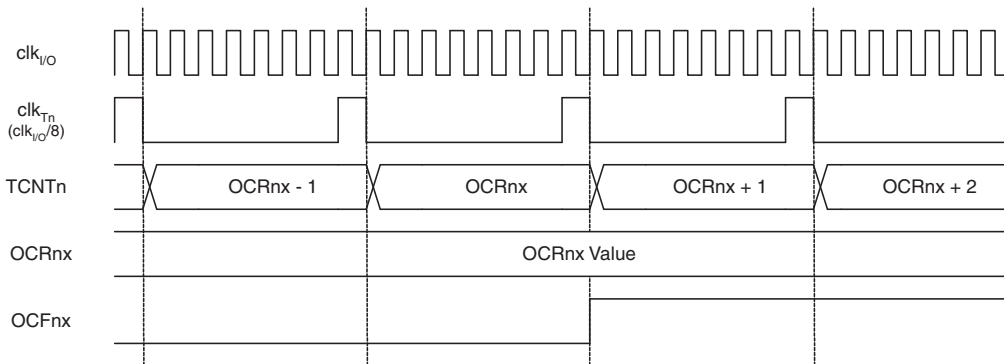 clkI/O
clkTn
(clkI/O/8)
TCNTn OCRnx - 1 OCRnx OCRnx + 1 OCRnx + 2
OCRnx OCRnx Value
OCFnx